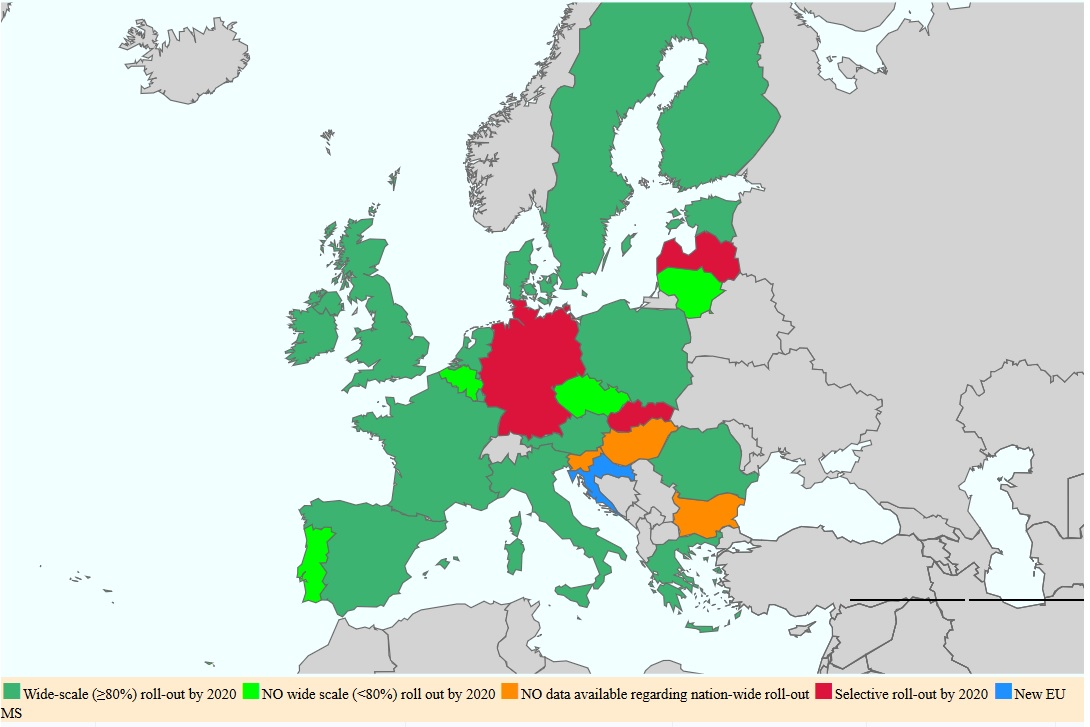 Wide-scale (≥80%) roll-out by 2020 NO wide scale (<80%) roll out by 2020 NO data available regarding nation-wide roll-out Selective roll-out by 2020 New EU
MS